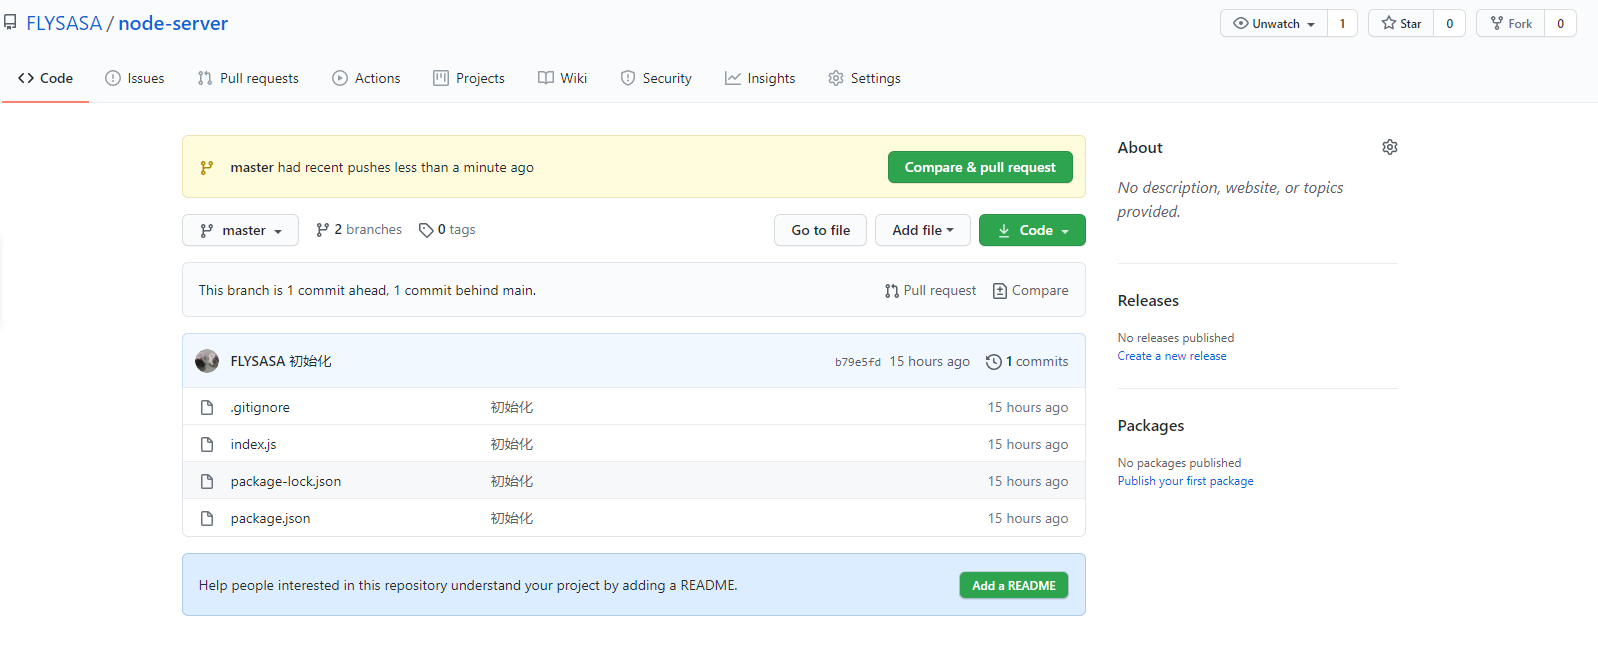 FLYSASA / node-server
Unwatch 1 Star 0 Fork 0
Code Issues Pull requests Actions Projects Wiki Security Insights Settings
master had recent pushes less than a minute ago Compare & pull request
master 2 branches 0 tags Go to file Add file Code
This branch is 1 commit ahead, 1 commit behind main. Pull request Compare
FLYSASA 初始化 b79e5fd 15 hours ago 1 commits
.gitignore 初始化 15 hours ago
index.js 初始化 15 hours ago
package-lock.json 初始化 15 hours ago
package.json 初始化 15 hours ago
Help people interested in this repository understand your project by adding a README. Add a README
About
No description, website, or topics
provided.
Releases
No releases published
Create a new release
Packages
No packages published
Publish your first package